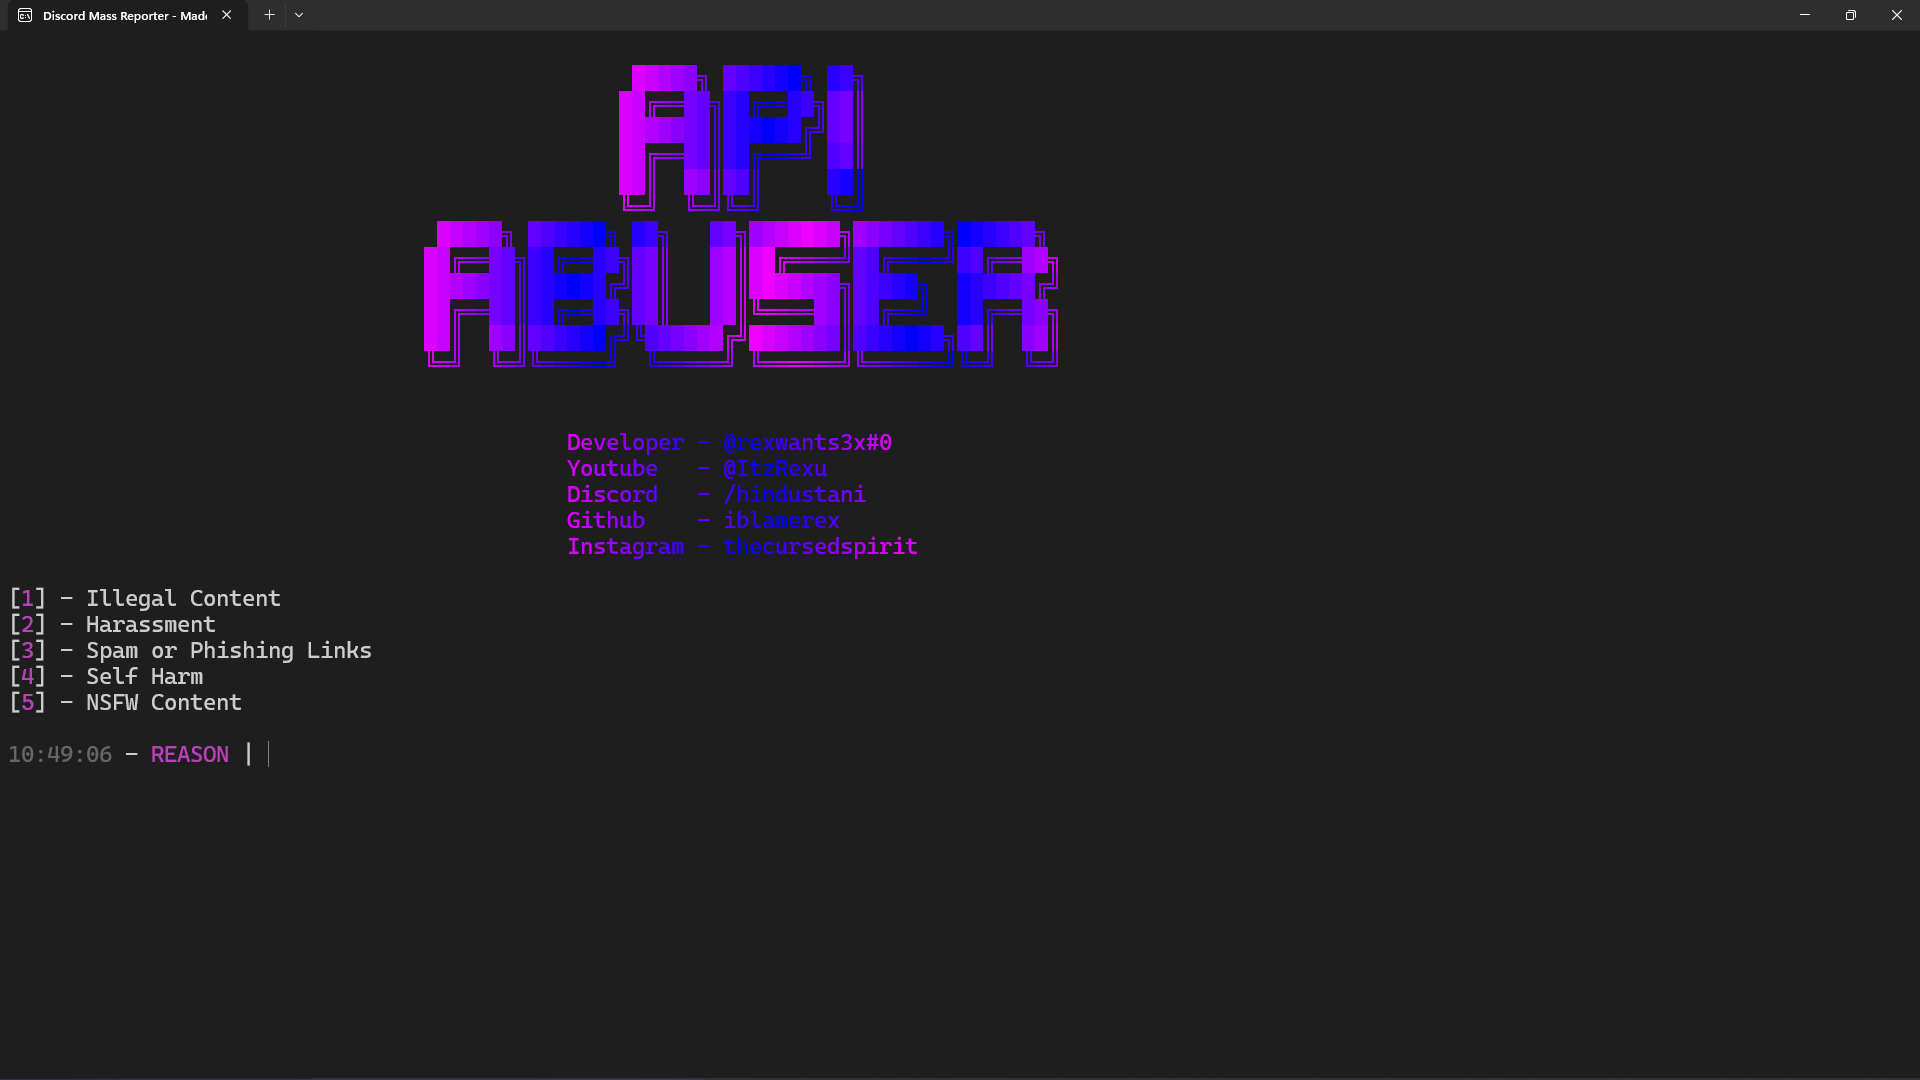 Discord Mass Reporter - Made
API
ABUSER
Developer - @rexwants3x#0
Youtube - @ItzRexu
Discord - /hindustani
Github - iblamerex
Instagram - thecursedspirit
[1] - Illegal Content
[2] - Harassment
[3] - Spam or Phishing Links
[4] - Self Harm
[5] - NSFW Content
10:49:06 - REASON |